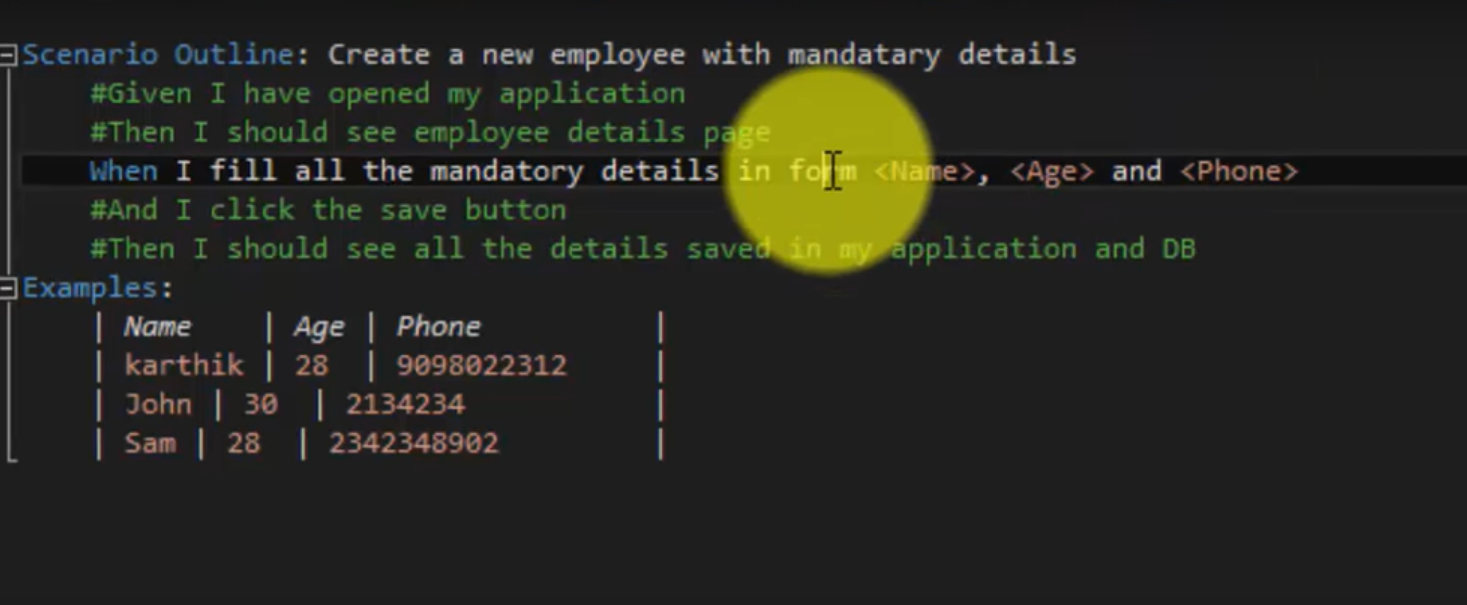 Scenario Outline: Create a new employee with mandatary details
#Given I have opened my application
#Then I should see employee details page
When I fill all the mandatory details in form <Name>, <Age> and <Phone>
#And I click the save button
#Then I should see all the details saved in my application and DB
Examples:
| Name | Age | Phone |
| karthik | 28 | 9098022312 |
| John | 30 | 2134234 |
| Sam | 28 | 2342348902 |